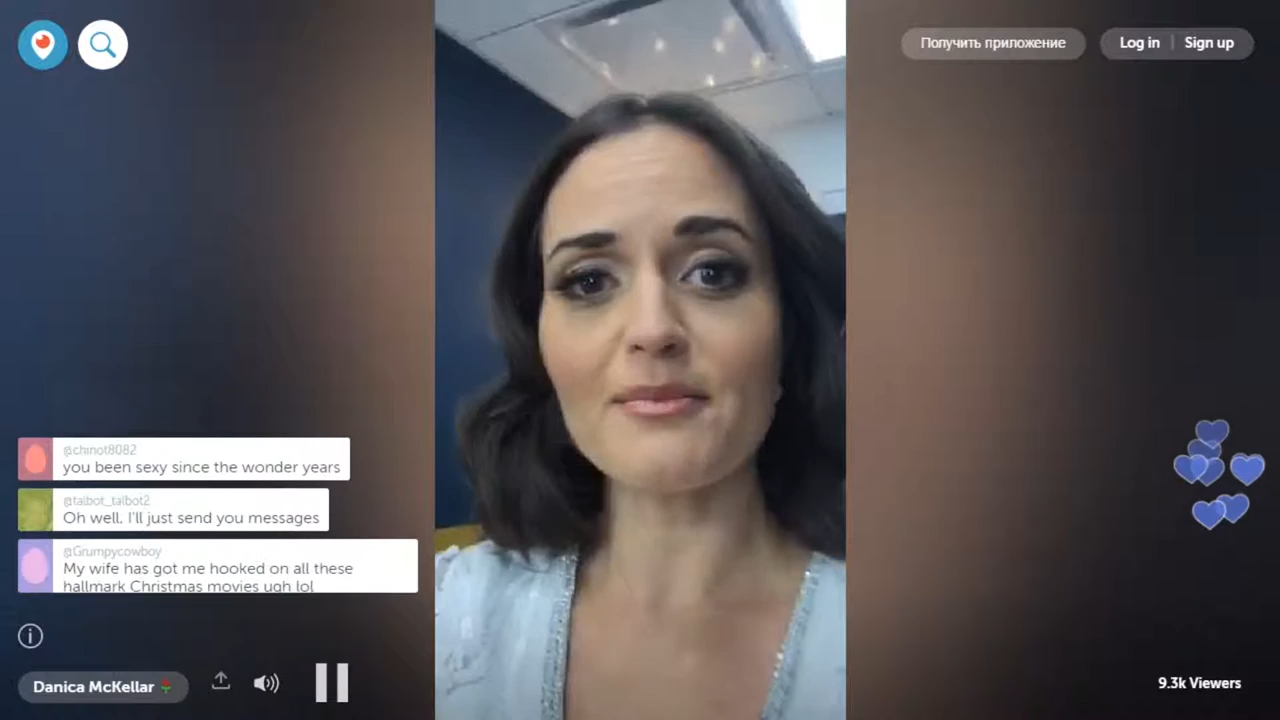 Получить приложение
Log in
Sign up
@chinot8082
you been sexy since the wonder years
@talbot_talbot2
Oh well, I'll just send you messages
@Grumpycowboy
My wife has got me hooked on all these
hallmark Christmas movies ugh lol
Danica McKellar
9.3k Viewers